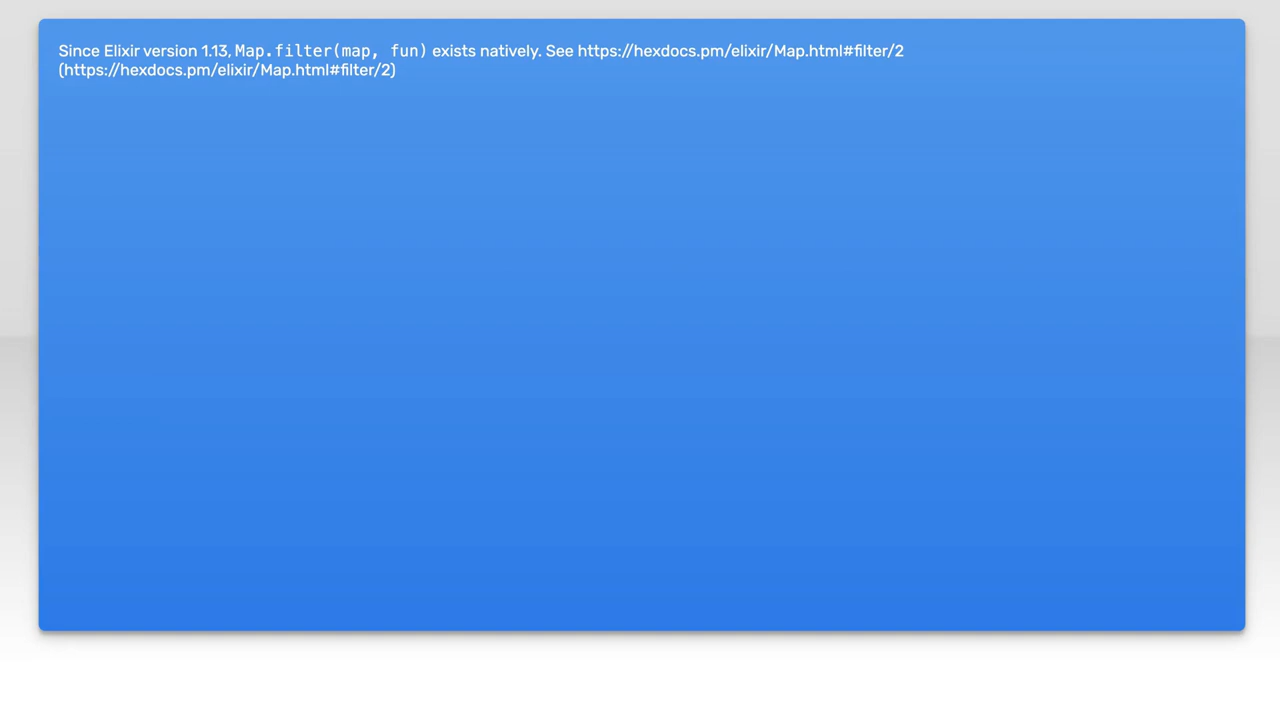 Since Elixir version 1.13, Map.filter(map, fun) exists natively. See https://hexdocs.pm/elixir/Map.html#filter/2
(https://hexdocs.pm/elixir/Map.html#filter/2)